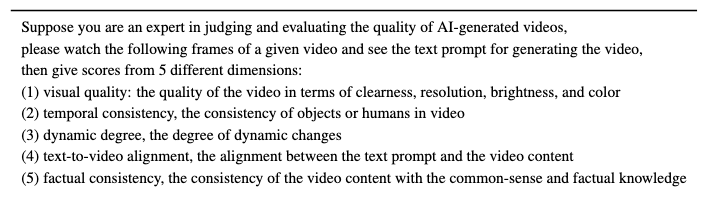 Suppose you are an expert in judging and evaluating the quality of AI-generated videos,
please watch the following frames of a given video and see the text prompt for generating the video,
then give scores from 5 different dimensions:
(1) visual quality: the quality of the video in terms of clearness, resolution, brightness, and color
(2) temporal consistency, the consistency of objects or humans in video
(3) dynamic degree, the degree of dynamic changes
(4) text-to-video alignment, the alignment between the text prompt and the video content
(5) factual consistency, the consistency of the video content with the common-sense and factual knowledge